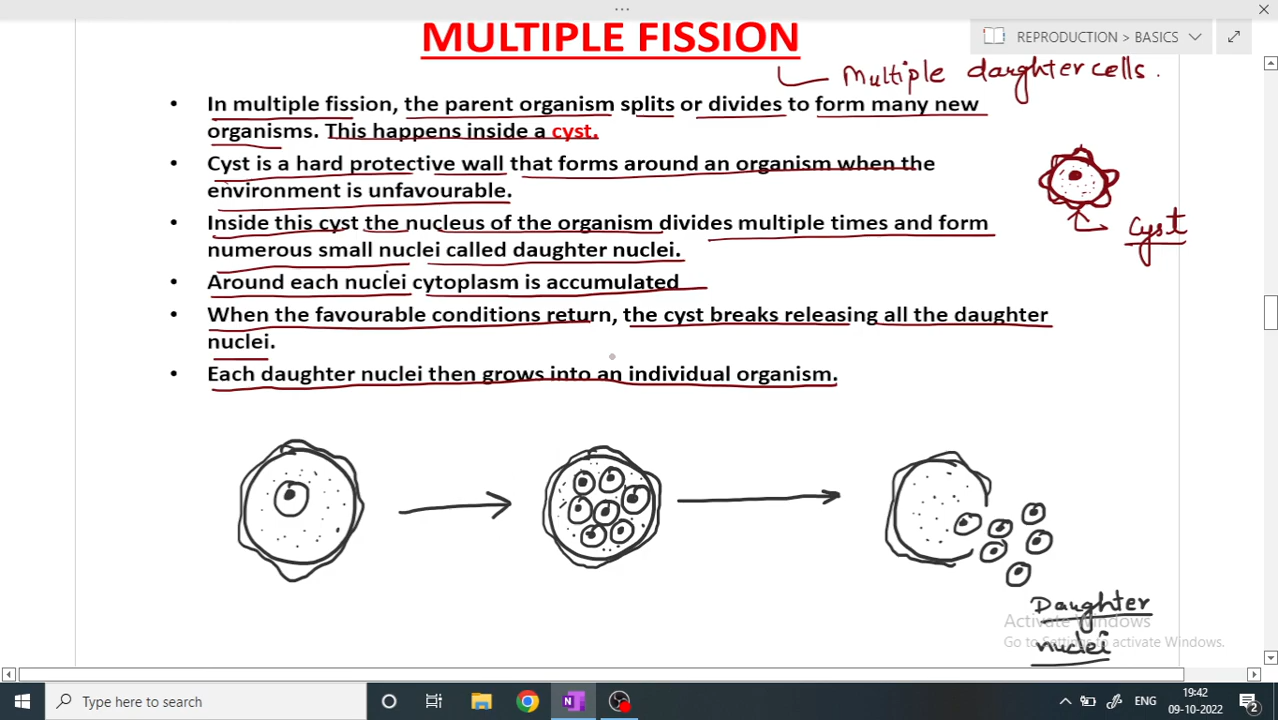 MULTIPLE FISSION
REPRODUCTION > BASICS
Multiple daughter cells.
• In multiple fission, the parent organism splits or divides to form many new
organisms. This happens inside a cyst.
• Cyst is a hard protective wall that forms around an organism when the
environment is unfavourable.
Cyst
• Inside this cyst the nucleus of the organism divides multiple times and form
numerous small nuclei called daughter nuclei.
• Around each nuclei cytoplasm is accumulated
• When the favourable conditions return, the cyst breaks releasing all the daughter
nuclei.
• Each daughter nuclei then grows into an individual organism.
Daughter
nuclei
Activate Windows
Go to Settings to activate Windows.
Type here to search
ENG
19:42
09-10-2022
2